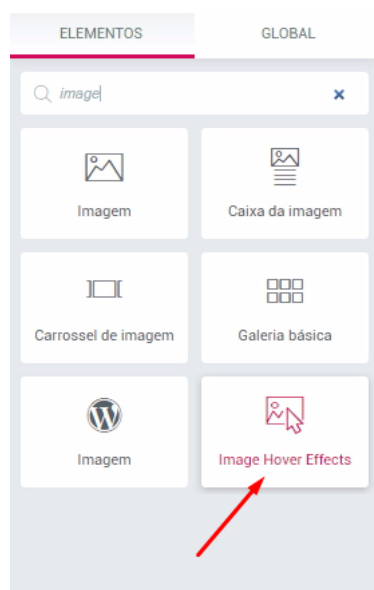 ELEMENTOS
GLOBAL
image
Imagem
Caixa da imagem
Carrossel de imagem
Galeria básica
Imagem
Image Hover Effects